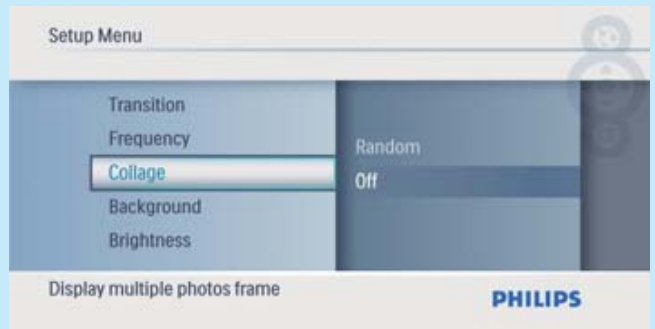 Setup Menu
Transition
Frequency
Collage
Background
Brightness
Random
Off
Display multiple photos frame
PHILIPS